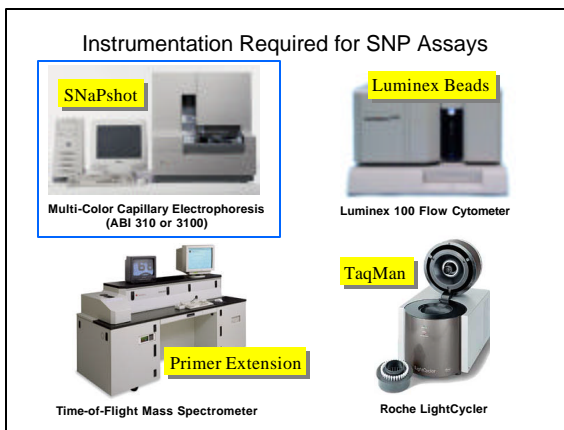 Instrumentation Required for SNP Assays
SNaPshot
Multi-Color Capillary Electrophoresis
(ABI 310 or 3100)
Luminex Beads
Luminex 100 Flow Cytometer
Primer Extension
Time-of-Flight Mass Spectrometer
TaqMan
Roche LightCycler